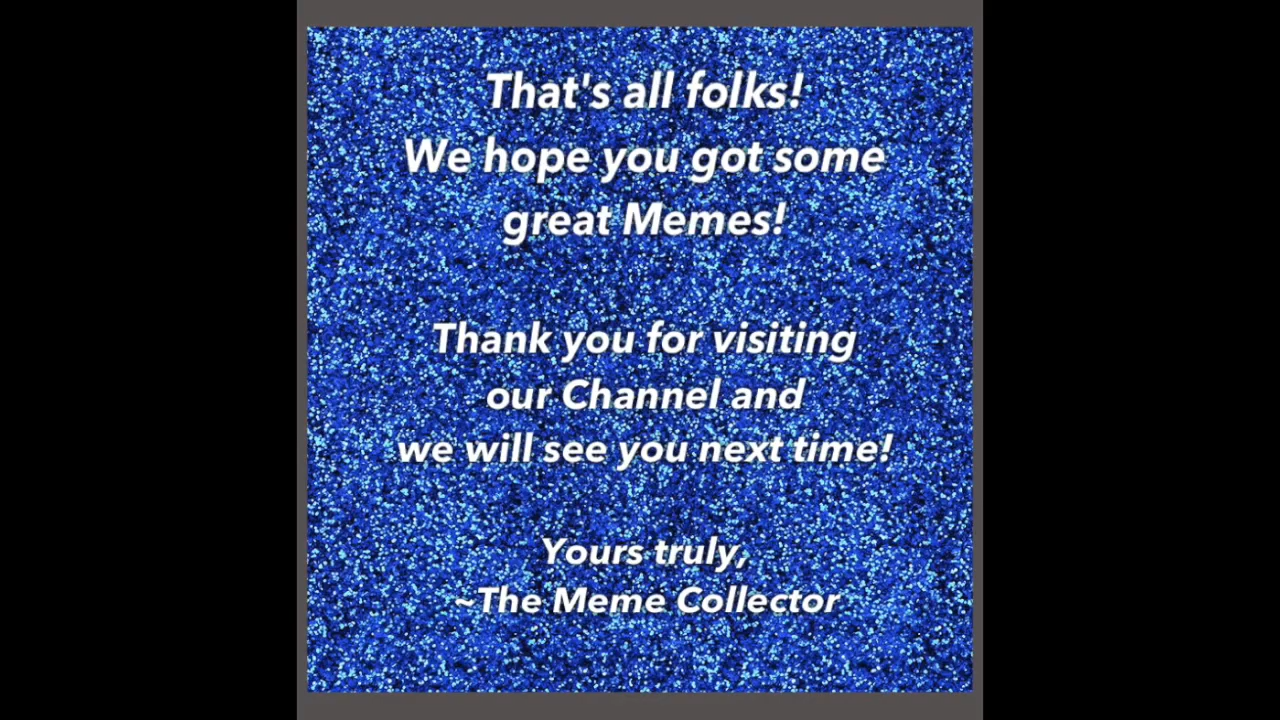 That's all folks!
We hope you got some
great Memes!
Thank you for visiting
our Channel and
we will see you next time!
Yours truly,
~The Meme Collector